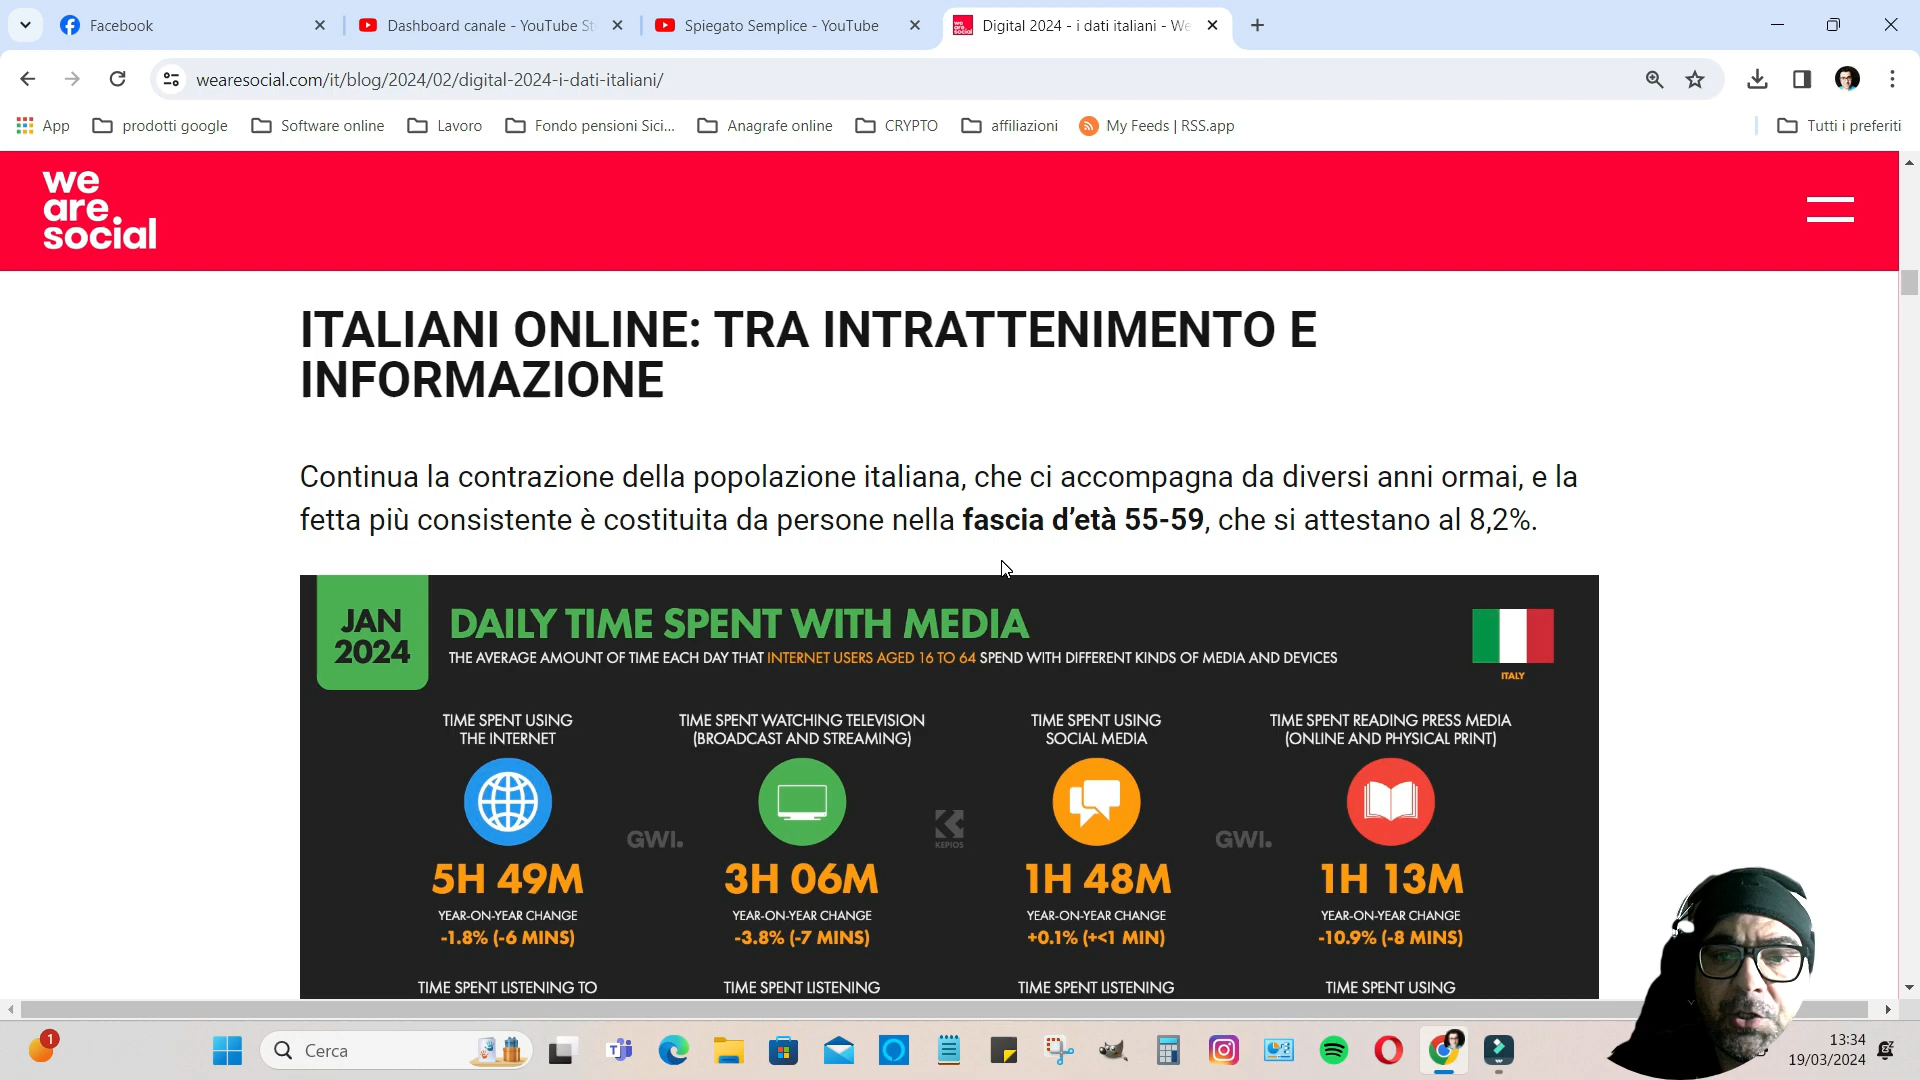 Facebook
Dashboard canale - YouTube St
Spiegato Semplice - YouTube
Digital 2024 - i dati italiani - We
wearesocial.com/it/blog/2024/02/digital-2024-i-dati-italiani/
App
prodotti google
Software online
Lavoro
Fondo pensioni Sici...
Anagrafe online
CRYPTO
affiliazioni
My Feeds | RSS.app
Tutti i preferiti
we
are
social
ITALIANI ONLINE: TRA INTRATTENIMENTO E
INFORMAZIONE
Continua la contrazione della popolazione italiana, che ci accompagna da diversi anni ormai, e la
fetta più consistente è costituita da persone nella fascia d’età 55-59, che si attestano al 8,2%.
JAN
2024
DAILY TIME SPENT WITH MEDIA
THE AVERAGE AMOUNT OF TIME EACH DAY THAT INTERNET USERS AGED 16 TO 64 SPEND WITH DIFFERENT KINDS OF MEDIA AND DEVICES
ITALY
TIME SPENT USING
THE INTERNET
TIME SPENT WATCHING TELEVISION
(BROADCAST AND STREAMING)
TIME SPENT USING
SOCIAL MEDIA
TIME SPENT READING PRESS MEDIA
(ONLINE AND PHYSICAL PRINT)
GWI.
KEPIOS
GWI.
5H 49M
3H 06M
1H 48M
1H 13M
YEAR-ON-YEAR CHANGE
YEAR-ON-YEAR CHANGE
YEAR-ON-YEAR CHANGE
YEAR-ON-YEAR CHANGE
-1.8% (-6 MINS)
-3.8% (-7 MINS)
+0.1% (+<1 MIN)
-10.9% (-8 MINS)
TIME SPENT LISTENING TO
TIME SPENT LISTENING
TIME SPENT LISTENING
TIME SPENT USING
1
Cerca
13:34
19/03/2024